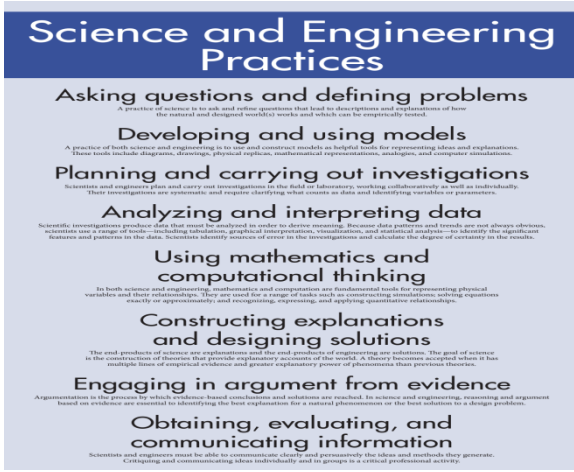 Science and Engineering
Practices
Asking questions and defining problems
A practice of science is to ask and refine questions that lead to descriptions and explanations of how
the natural and designed world(s) works and which can be empirically tested.
Developing and using models
A practice of both science and engineering is to use and construct models as helpful tools for representing ideas and explanations.
These tools include diagrams, drawings, physical replicas, mathematical representations, analogies, and computer simulations.
Planning and carrying out investigations
Scientists and engineers plan and carry out investigations in the field or laboratory, working collaboratively as well as individually.
Their investigations are systematic and require clarifying what counts as data and identifying variables or parameters.
Analyzing and interpreting data
Scientific investigations produce data that must be analyzed in order to derive meaning. Because data patterns and trends are not always obvious,
scientists use a range of tools—including tabulation, graphical interpretation, visualization, and statistical analysis—to identify the significant
features and patterns in the data. Scientists identify sources of error in the investigations and calculate the degree of certainty in the results.
Using mathematics and
computational thinking
In both science and engineering, mathematics and computation are fundamental tools for representing physical
variables and their relationships. They are used for a range of tasks such as constructing simulations; solving equations
exactly or approximately; and recognizing, expressing, and applying quantitative relationships.
Constructing explanations
and designing solutions
The end-products of science are explanations and the end-products of engineering are solutions. The goal of science
is the construction of theories that provide explanatory accounts of the world. A theory becomes accepted when it has
multiple lines of empirical evidence and greater explanatory power of phenomena than previous theories.
Engaging in argument from evidence
Argumentation is the process by which evidence-based conclusions and solutions are reached. In science and engineering, reasoning and argument
based on evidence are essential to identifying the best explanation for a natural phenomenon or the best solution to a design problem.
Obtaining, evaluating, and
communicating information
Scientists and engineers must be able to communicate clearly and persuasively the ideas and methods they generate.
Critiquing and communicating ideas individually and in groups is a critical professional activity.